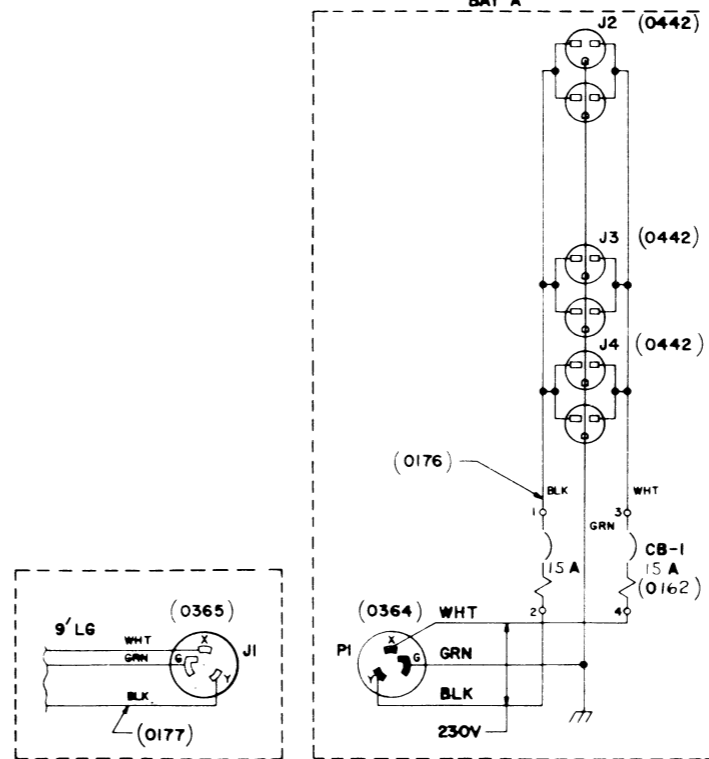 BAY A
J2 (0442)
J3 (0442)
J4 (0442)
(0176)
BLK
WHT
1
3
GRN
15 A
CB-1
15 A
(0162)
2
4
(0365)
9' LG
WHT
X
J1
GRN
G
Y
BLK
(0177)
(0364)
WHT
P1
X
G
GRN
Y
BLK
230V